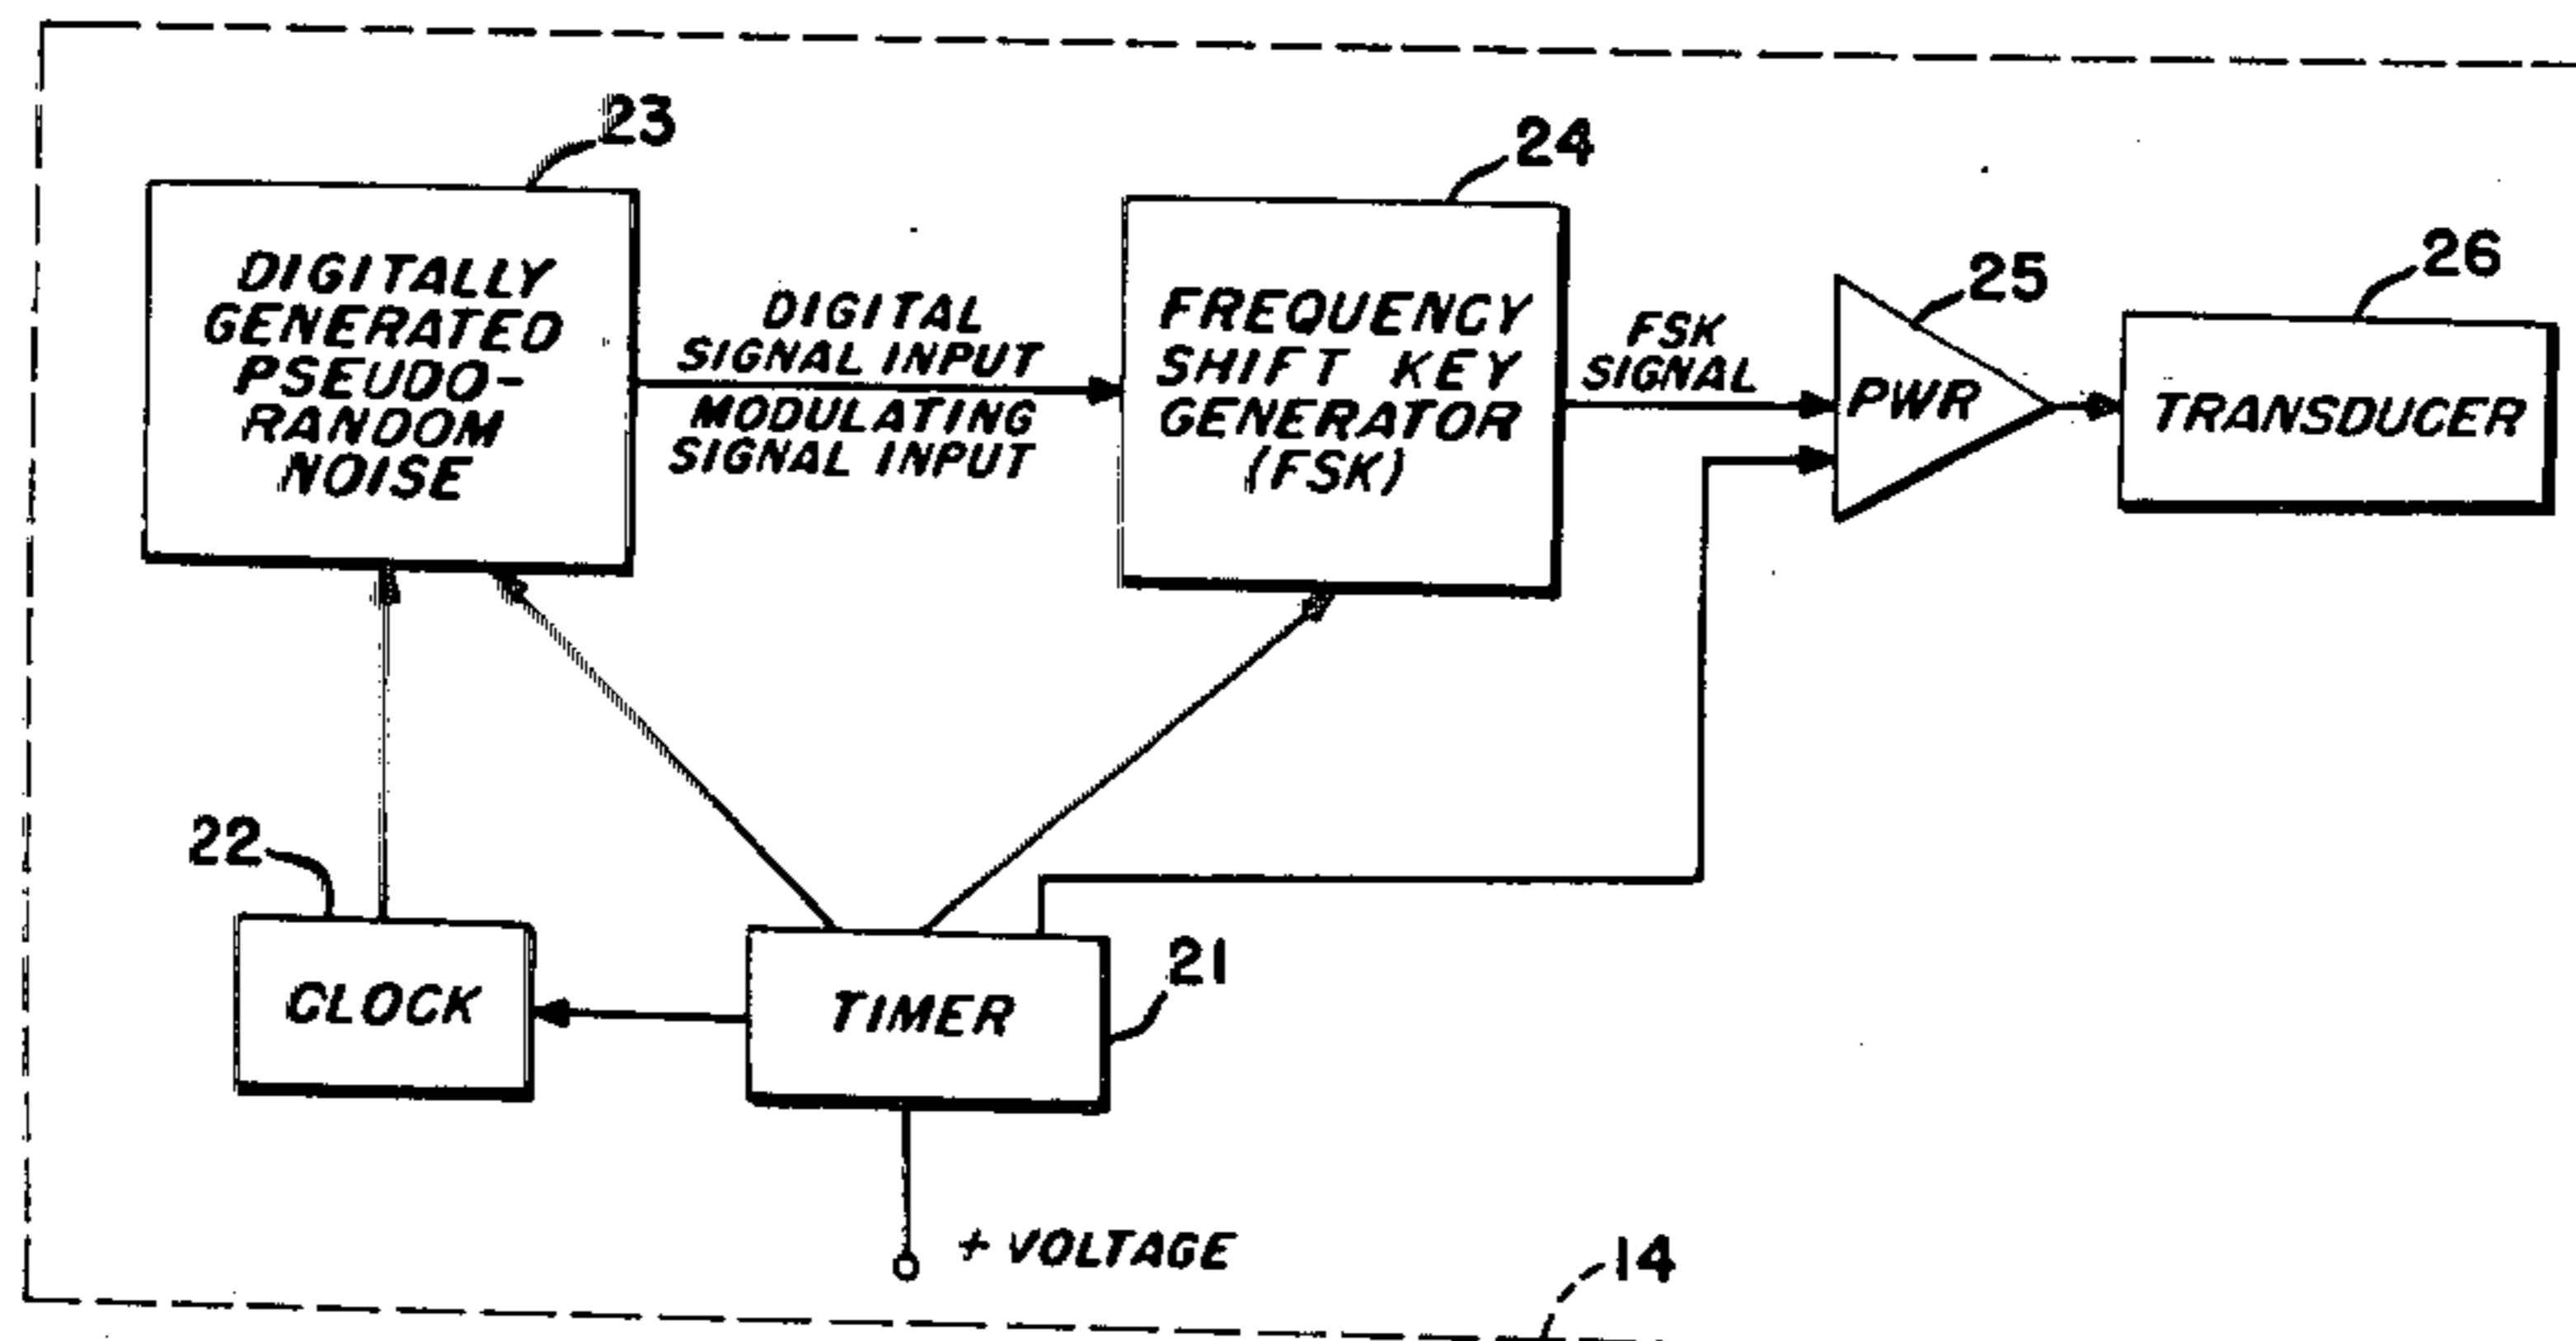 23
DIGITALLY
GENERATED
PSEUDO-
RANDOM
NOISE
DIGITAL
SIGNAL INPUT
MODULATING
SIGNAL INPUT
24
FREQUENCY
SHIFT KEY
GENERATOR
(FSK)
FSK
SIGNAL
25
PWR
26
TRANSDUCER
22
CLOCK
TIMER
21
+ VOLTAGE
14